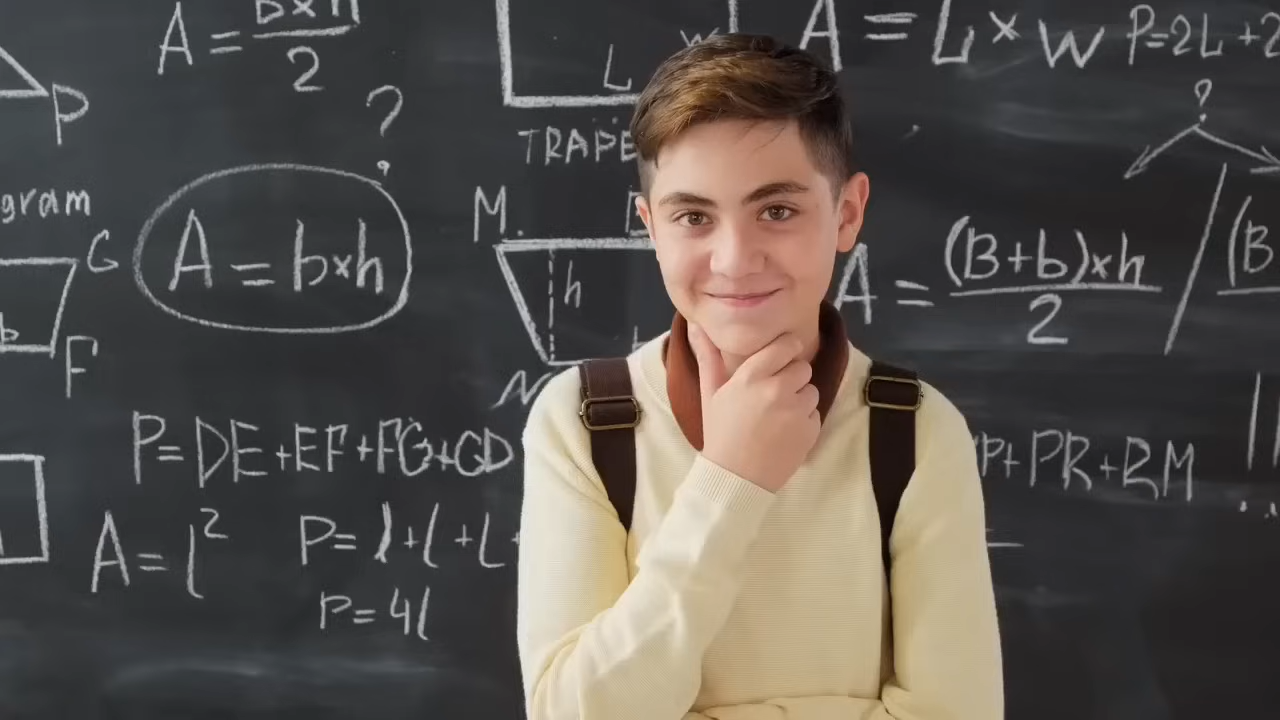 A = b×h / 2
L
W
A = L × W
P=2L +2
P
?
?
TRAPE
gram
M
G
A = b×h
h
A = (B+b)×h / 2
(B
b
F
N
P=DE+EF+FG+GD
P+PR+RM
A = l²
P= l+l+l+
P=4l